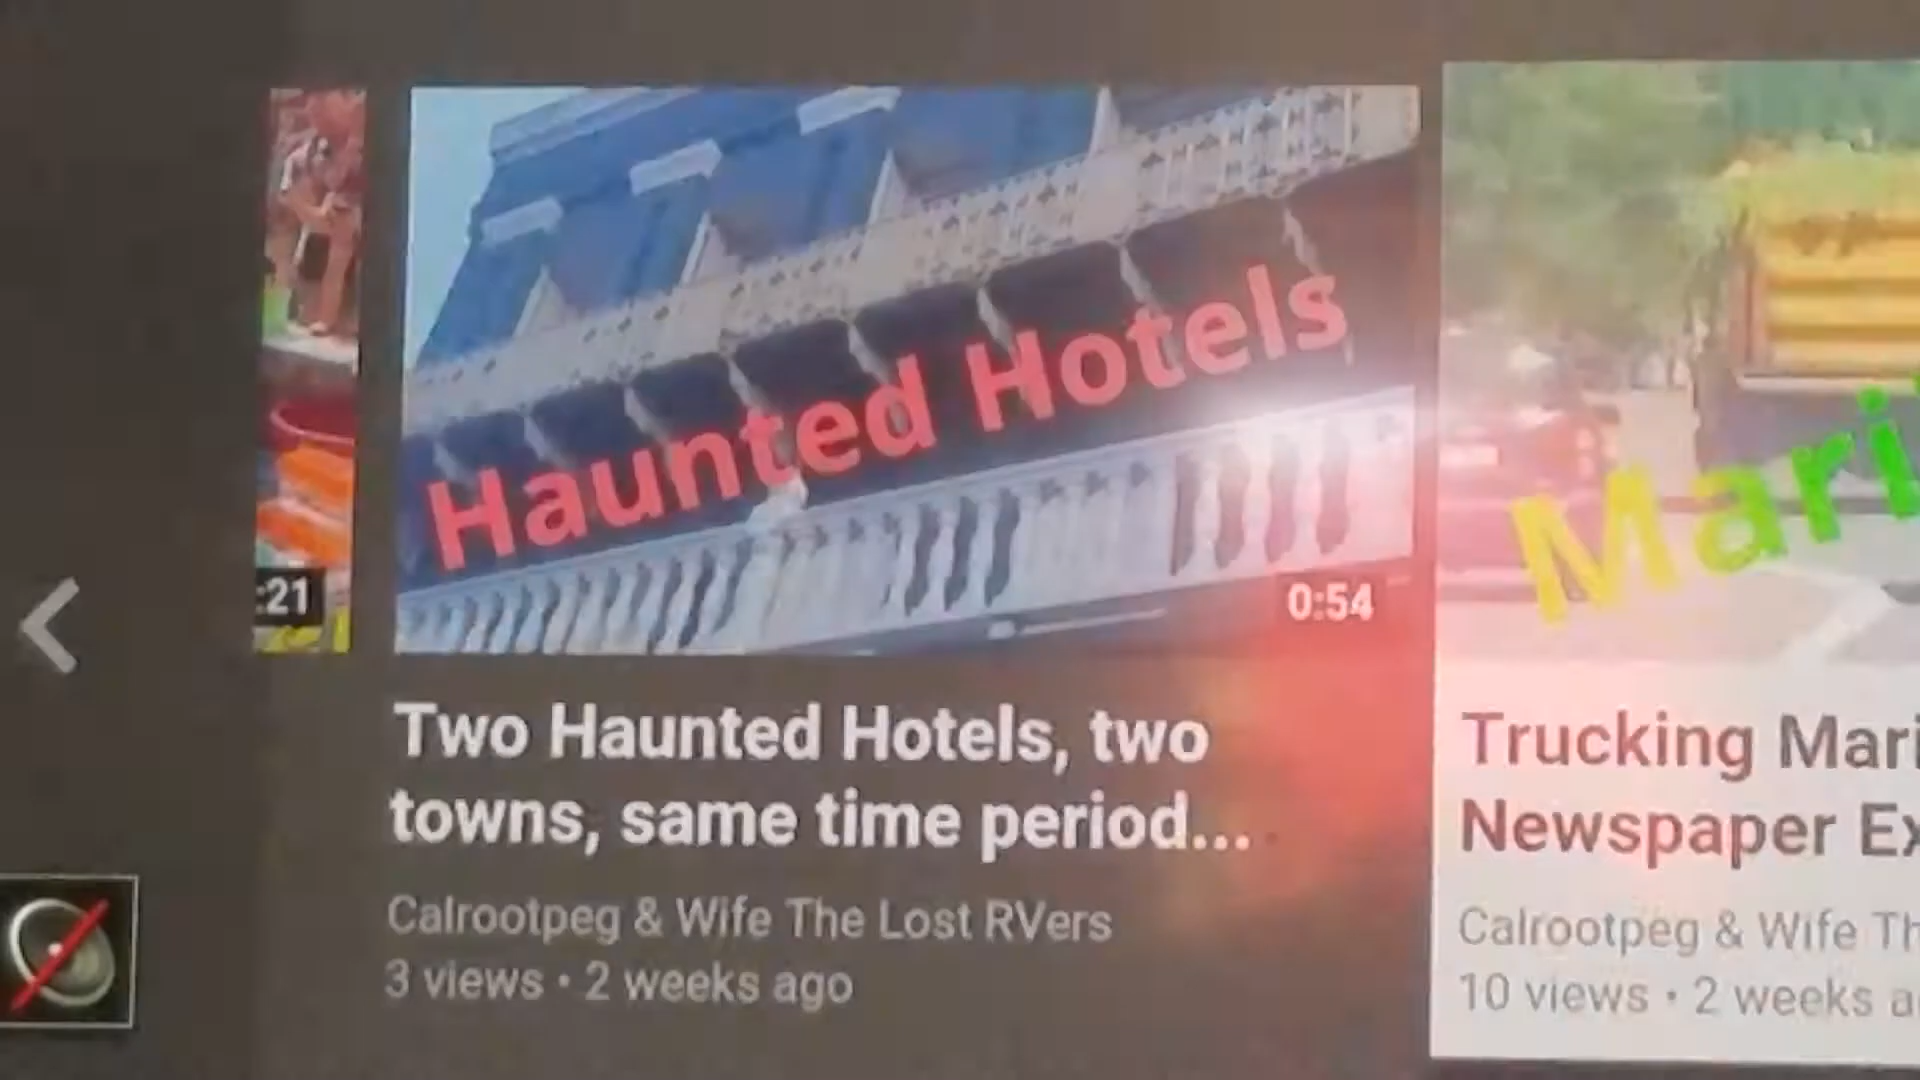 Haunted Hotels
:21
0:54
Two Haunted Hotels, two
towns, same time period...
Calrootpeg & Wife The Lost RVers
3 views • 2 weeks ago
Mari
Trucking Mari
Newspaper Ex
Calrootpeg & Wife Th
10 views • 2 weeks a